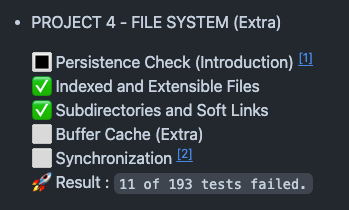 PROJECT 4 - FILE SYSTEM (Extra)
Persistence Check (Introduction) [1]
Indexed and Extensible Files
Subdirectories and Soft Links
Buffer Cache (Extra)
Synchronization [2]
Result : 11 of 193 tests failed.